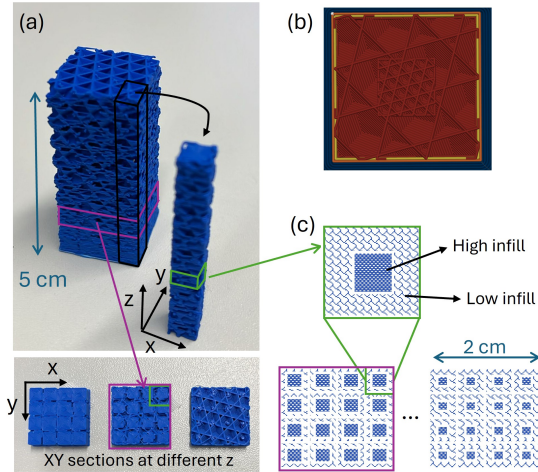 (a)
5 cm
z
y
x
x
y
XY sections at different z
(b)
(c)
High infill
Low infill
2 cm
...